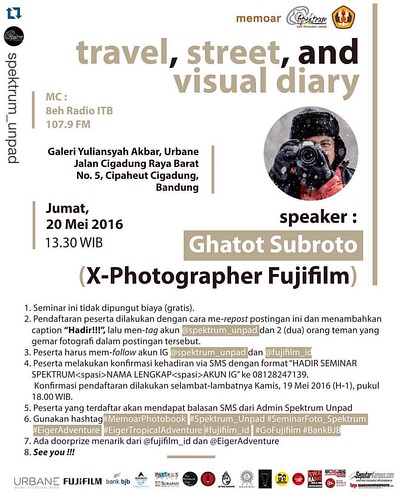 memoar Spektrum
spektrum_unpad
travel, street, and
visual diary
MC :
8eh Radio ITB
107.9 FM
Galeri Yuliansyah Akbar, Urbane
Jalan Cigadung Raya Barat
No. 5, Cipaheut Cigadung,
Bandung
Jumat,
20 Mei 2016
13.30 WIB
speaker :
Ghatot Subroto
(X-Photographer Fujifilm)
1. Seminar ini tidak dipungut biaya (gratis).
2. Pendaftaran peserta dilakukan dengan cara me-repost postingan ini dan menambahkan
caption "Hadir!!!", lalu men-tag akun @spektrum_unpad dan 2 (dua) orang teman yang
gemar fotografi dalam postingan tersebut.
3. Peserta harus mem-follow akun IG @spektrum_unpad dan @fujifilm_id
4. Peserta melakukan konfirmasi kehadiran via SMS dengan format "HADIR SEMINAR
SPEKTRUM<spasi>NAMA LENGKAP<spasi>AKUN IG" ke 08128247139.
Konfirmasi pendaftaran dilakukan selambat-lambatnya Kamis, 19 Mei 2016 (H-1), pukul
18.00 WIB.
5. Peserta yang terdaftar akan mendapat balasan SMS dari Admin Spektrum Unpad
6. Gunakan hashtag #MemoarPhotobook #Spektrum_Unpad #SeminarFoto_Spektrum
#EigerAdventure #EigerTropicalAdventure #fujifilm_id #GoFujifilm #BankBJB
7. Ada doorprize menarik dari @fujifilm_id dan @EigerAdventure
8. See you !!!
URBANE FUJIFILM bank bjb